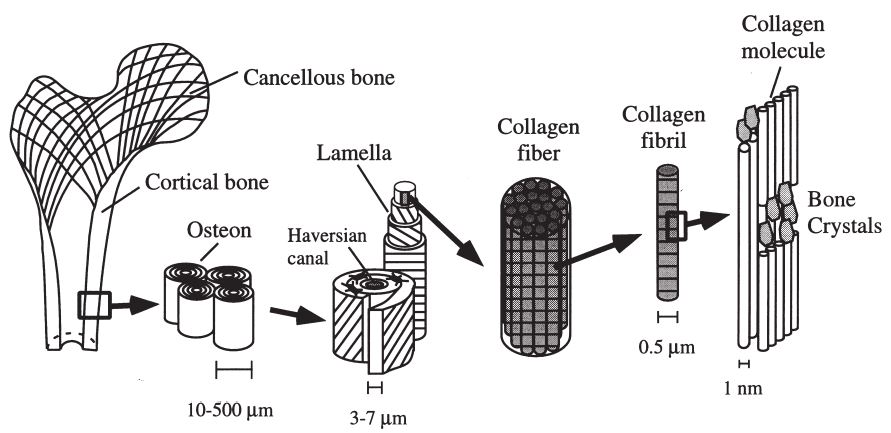 Cancellous bone
Cortical bone
Osteon
10-500 μm
Lamella
Haversian
canal
3-7 μm
Collagen
fiber
Collagen
fibril
0.5 μm
Collagen
molecule
Bone
Crystals
1 nm